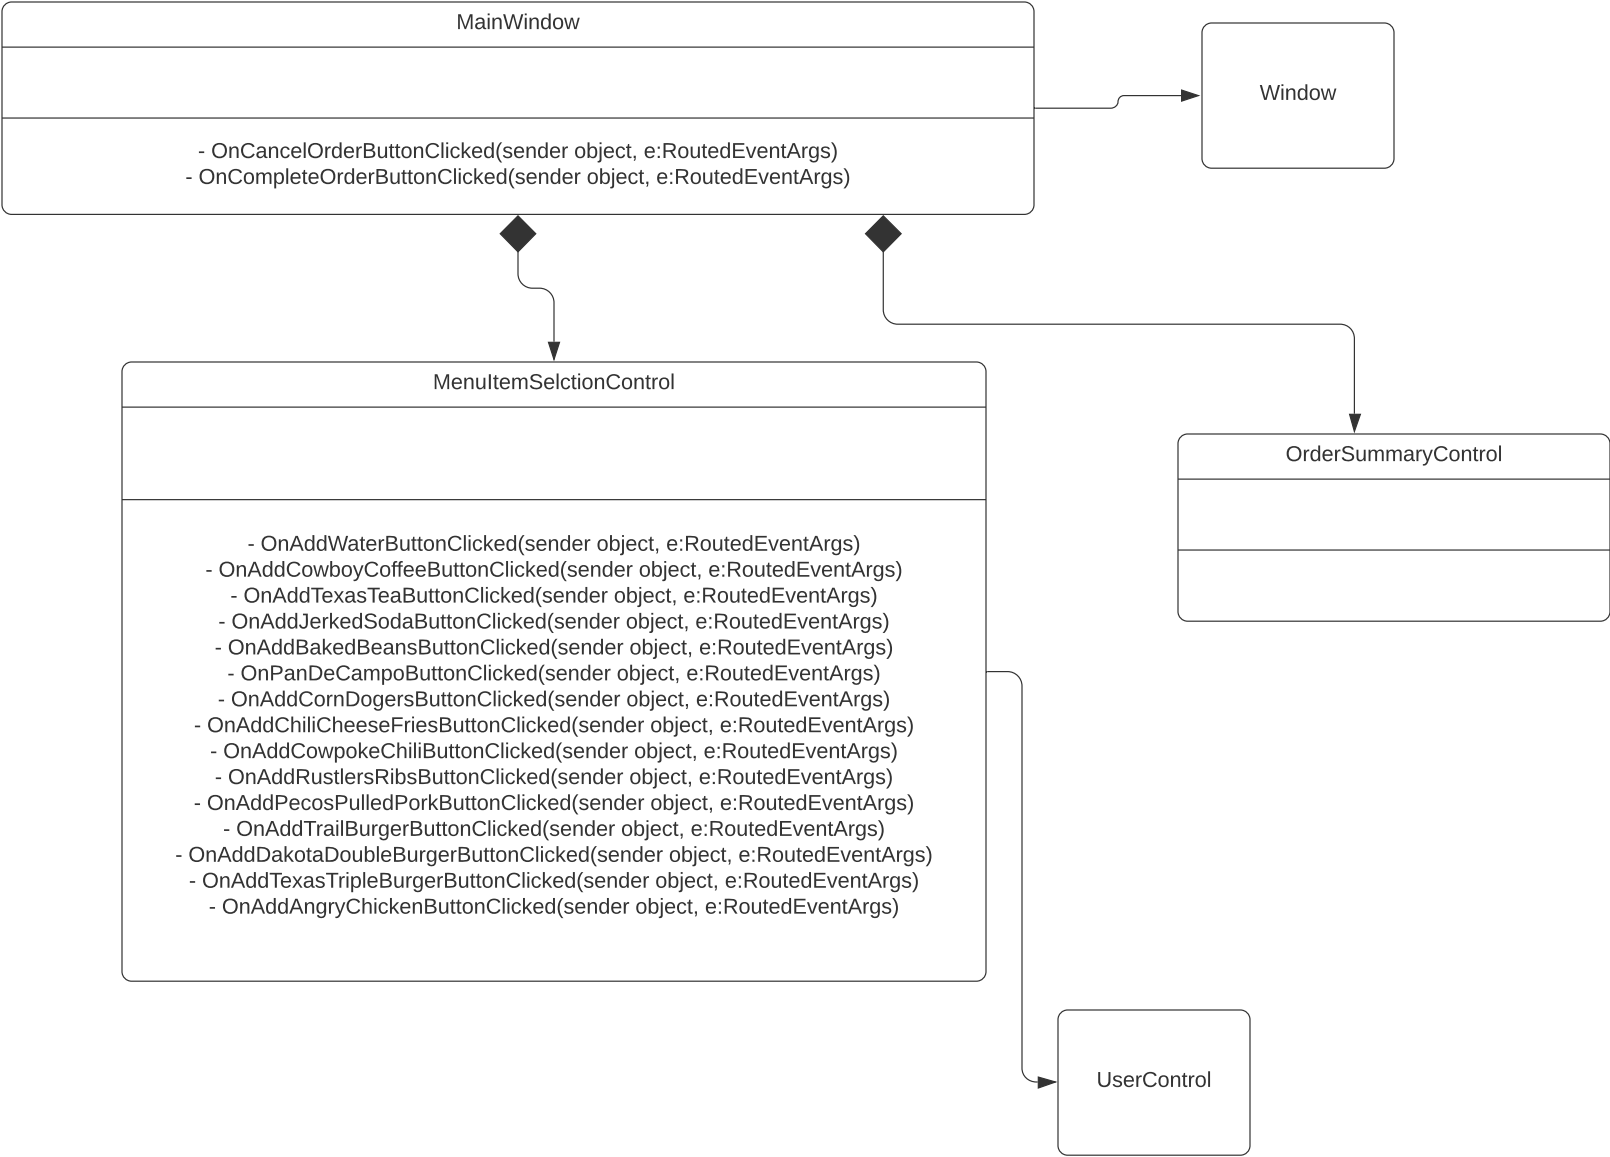 MainWindow
- OnCancelOrderButtonClicked(sender object, e:RoutedEventArgs)
- OnCompleteOrderButtonClicked(sender object, e:RoutedEventArgs)
Window
MenuItemSelctionControl
- OnAddWaterButtonClicked(sender object, e:RoutedEventArgs)
- OnAddCowboyCoffeeButtonClicked(sender object, e:RoutedEventArgs)
- OnAddTexasTeaButtonClicked(sender object, e:RoutedEventArgs)
- OnAddJerkedSodaButtonClicked(sender object, e:RoutedEventArgs)
- OnAddBakedBeansButtonClicked(sender object, e:RoutedEventArgs)
- OnPanDeCampoButtonClicked(sender object, e:RoutedEventArgs)
- OnAddCornDogersButtonClicked(sender object, e:RoutedEventArgs)
- OnAddChiliCheeseFriesButtonClicked(sender object, e:RoutedEventArgs)
- OnAddCowpokeChiliButtonClicked(sender object, e:RoutedEventArgs)
- OnAddRustlersRibsButtonClicked(sender object, e:RoutedEventArgs)
- OnAddPecosPulledPorkButtonClicked(sender object, e:RoutedEventArgs)
- OnAddTrailBurgerButtonClicked(sender object, e:RoutedEventArgs)
- OnAddDakotaDoubleBurgerButtonClicked(sender object, e:RoutedEventArgs)
- OnAddTexasTripleBurgerButtonClicked(sender object, e:RoutedEventArgs)
- OnAddAngryChickenButtonClicked(sender object, e:RoutedEventArgs)
OrderSummaryControl
UserControl